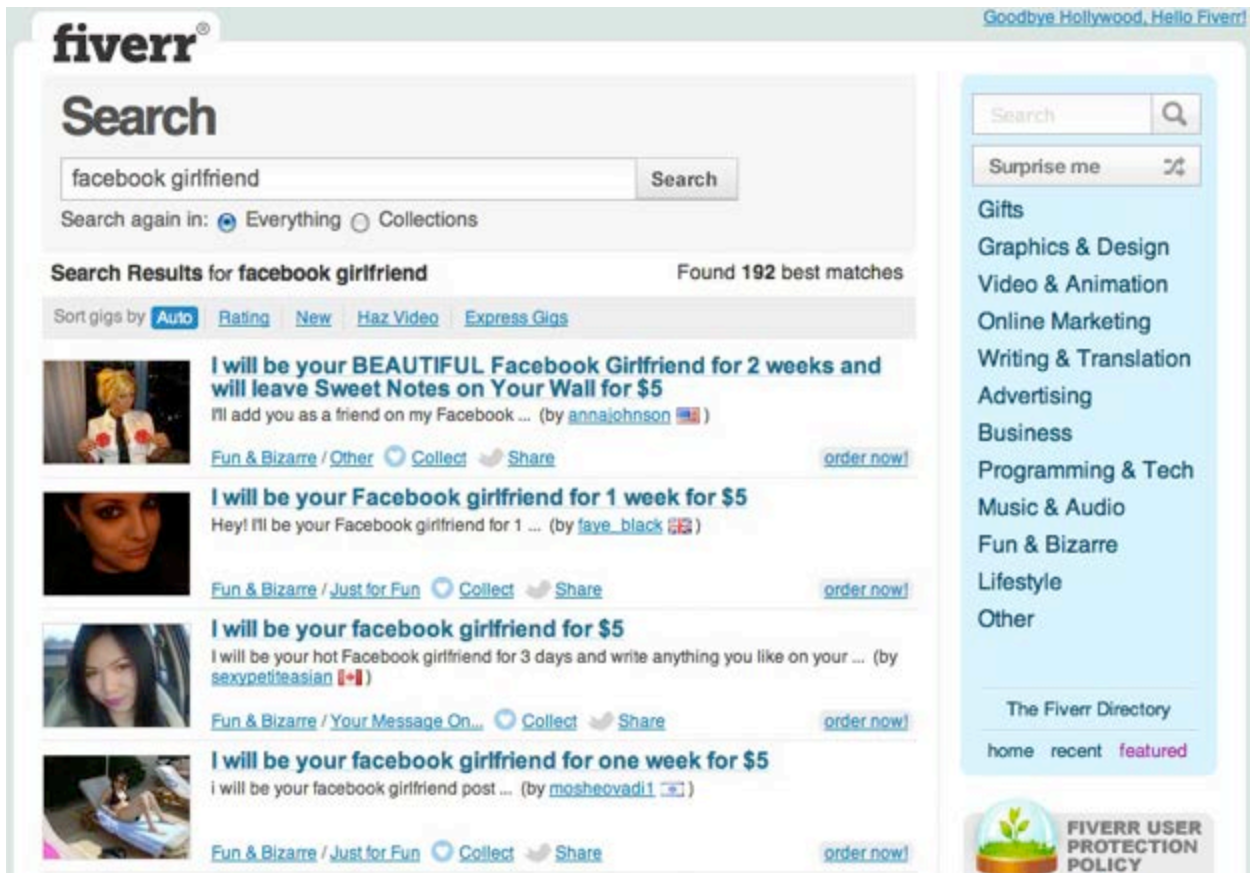 Goodbye Hollywood, Hello Fiverr!
fiverr®
Search
facebook girlfriend
Search
Search again in: Everything Collections
Search Results for facebook girlfriend
Found 192 best matches
Sort gigs by Auto Rating New Haz Video Express Gigs
I will be your BEAUTIFUL Facebook Girlfriend for 2 weeks and
will leave Sweet Notes on Your Wall for $5
I'll add you as a friend on my Facebook ... (by annajohnson )
Fun & Bizarre / Other Collect Share order now!
I will be your Facebook girlfriend for 1 week for $5
Hey! I'll be your Facebook girlfriend for 1 ... (by faye_black )
Fun & Bizarre / Just for Fun Collect Share order now!
I will be your facebook girlfriend for $5
I will be your hot Facebook girlfriend for 3 days and write anything you like on your ... (by
sexypetiteasian )
Fun & Bizarre / Your Message On... Collect Share order now!
I will be your facebook girlfriend for one week for $5
i will be your facebook girlfriend post ... (by mosheovadi1 )
Fun & Bizarre / Just for Fun Collect Share order now!
Search
Surprise me
Gifts
Graphics & Design
Video & Animation
Online Marketing
Writing & Translation
Advertising
Business
Programming & Tech
Music & Audio
Fun & Bizarre
Lifestyle
Other
The Fiverr Directory
home recent featured
FIVERR USER
PROTECTION
POLICY